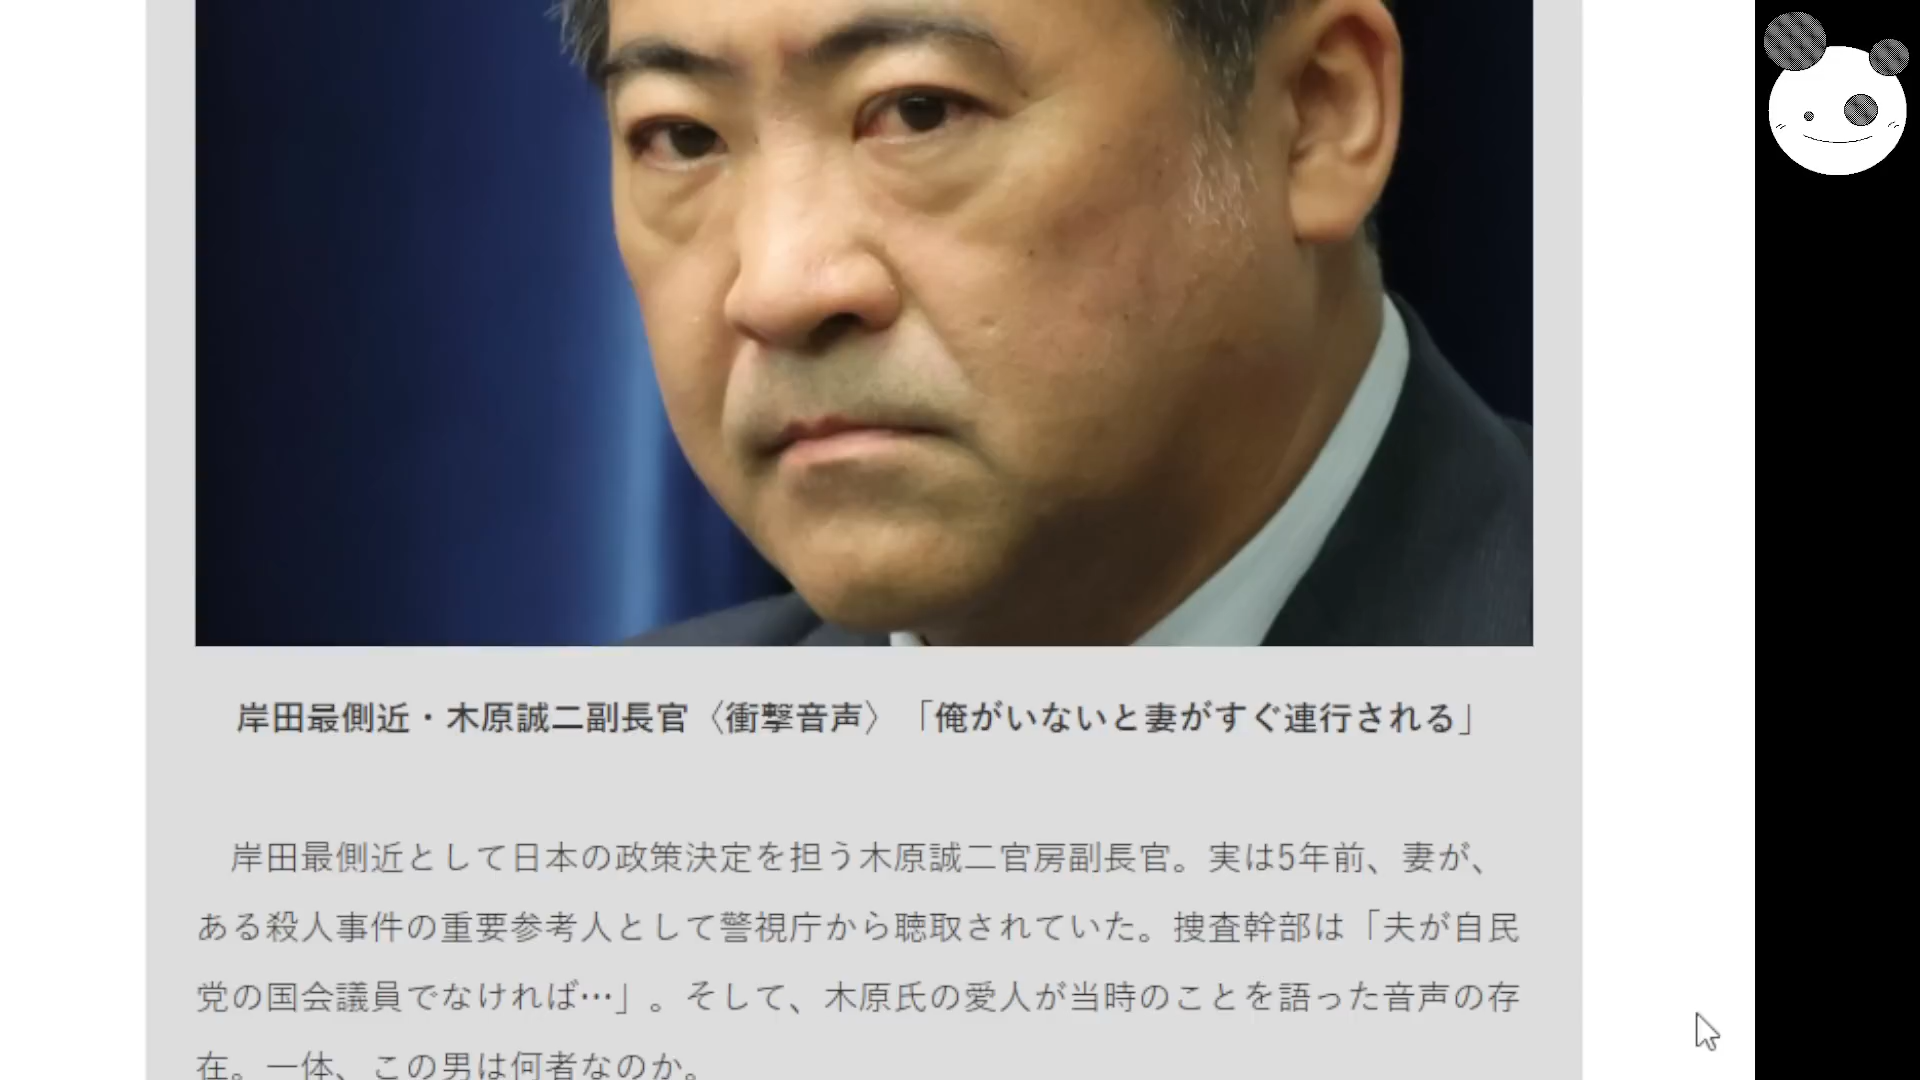 岸田最側近・木原誠二副長官〈衝撃音声〉「俺がいないと妻がすぐ連行される」
岸田最側近として日本の政策決定を担う木原誠二官房副長官。実は5年前、妻が、
ある殺人事件の重要参考人として警視庁から聴取されていた。捜査幹部は「夫が自民
党の国会議員でなければ…」。そして、木原氏の愛人が当時のことを語った音声の存
在。一体、この男は何者なのか。